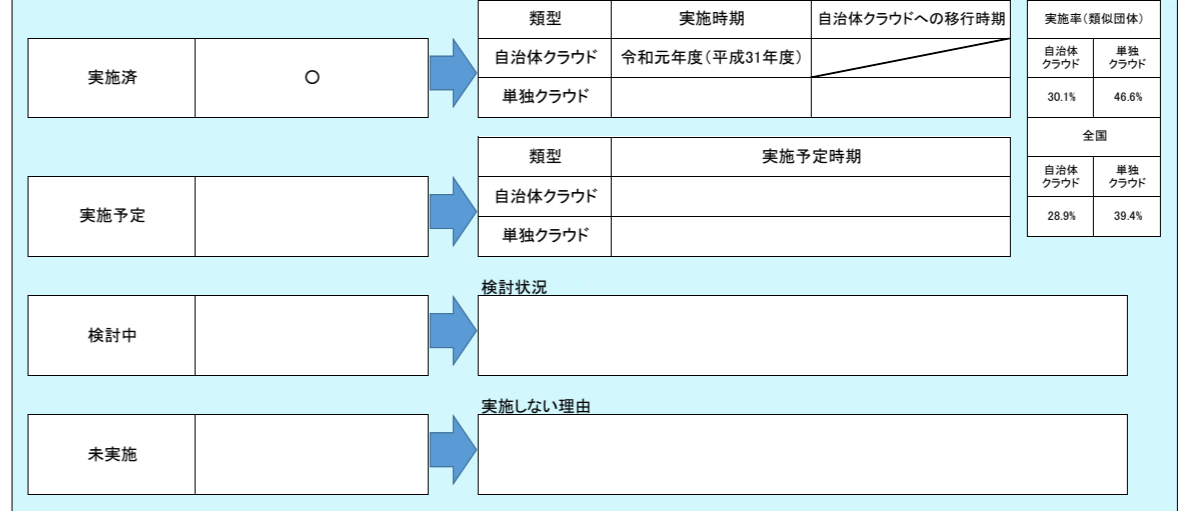 類型 実施時期 自治体クラウドへの移行時期
実施済 ○ 自治体クラウド 令和元年度(平成31年度)
単独クラウド
実施率(類似団体)
自治体
クラウド
単独
クラウド
30.1% 46.6%
全国
自治体
クラウド
単独
クラウド
28.9% 39.4%
類型 実施予定時期
実施予定 自治体クラウド
単独クラウド
検討状況
検討中
実施しない理由
未実施